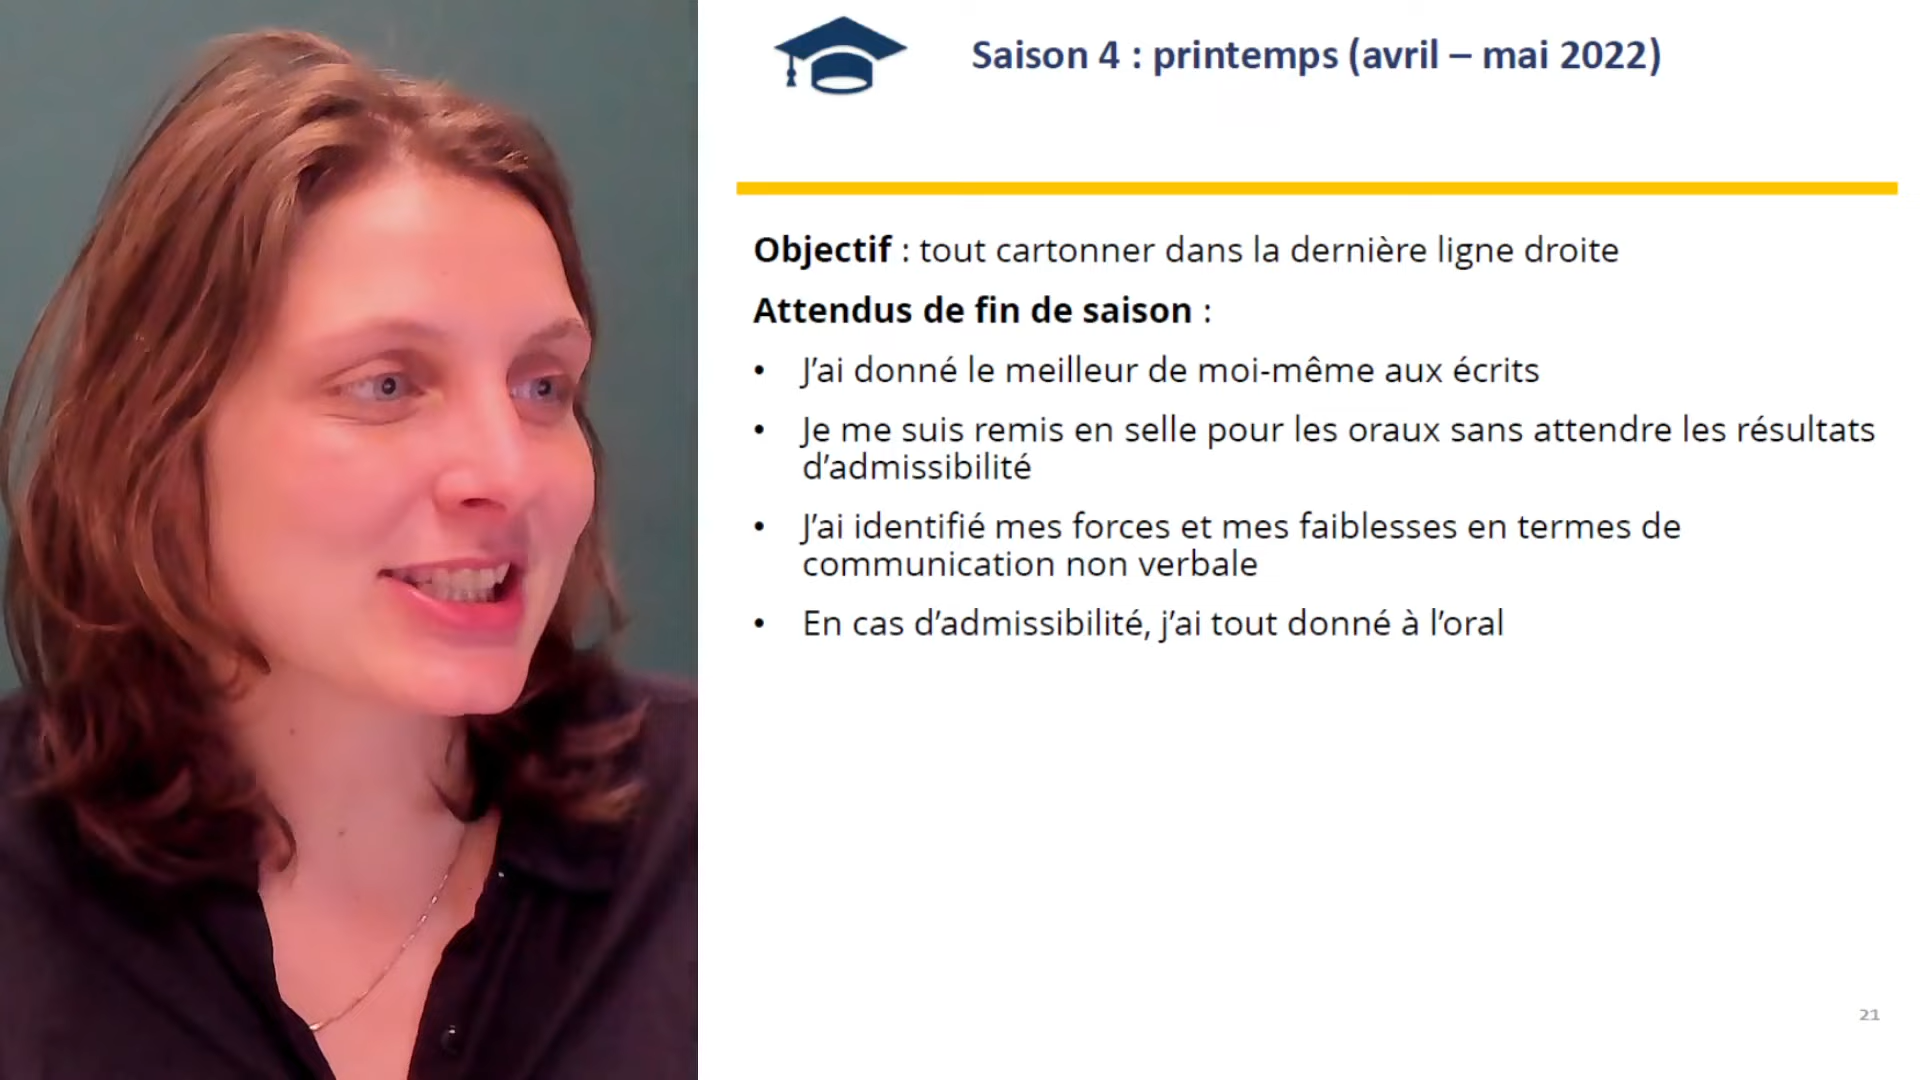 Saison 4 : printemps (avril – mai 2022)
Objectif : tout cartonner dans la dernière ligne droite
Attendus de fin de saison :
• J’ai donné le meilleur de moi-même aux écrits
• Je me suis remis en selle pour les oraux sans attendre les résultats
d’admissibilité
• J’ai identifié mes forces et mes faiblesses en termes de
communication non verbale
• En cas d’admissibilité, j’ai tout donné à l’oral
21